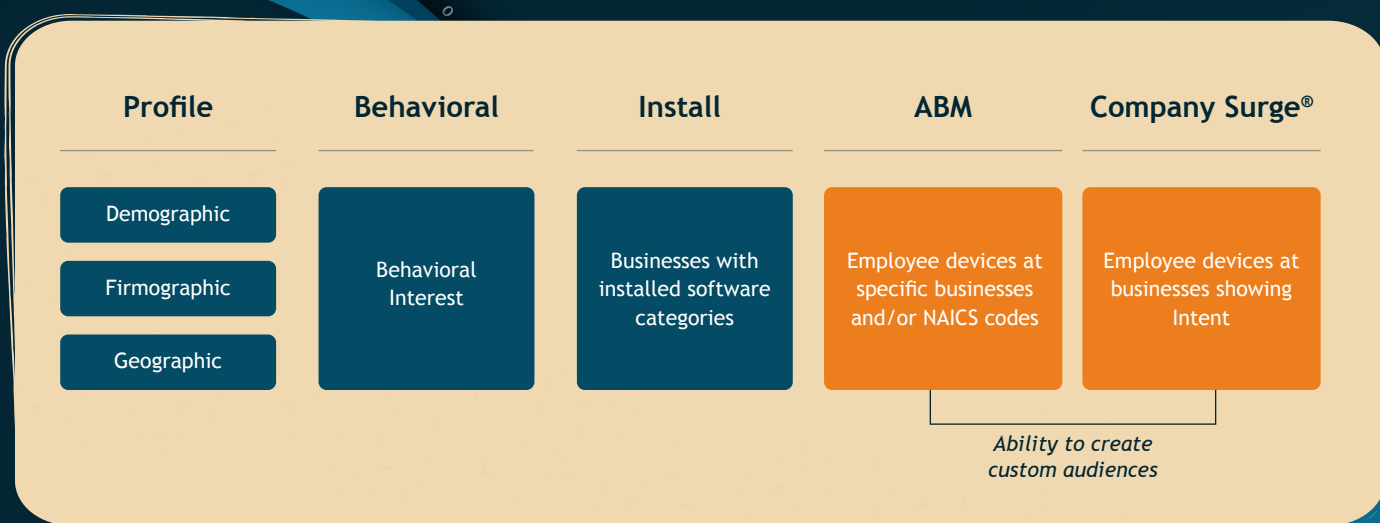 Profile
Behavioral
Install
ABM
Company Surge®
Demographic
Firmographic
Geographic
Behavioral
Interest
Businesses with
installed software
categories
Employee devices at
specific businesses
and/or NAICS codes
Employee devices at
businesses showing
Intent
Ability to create
custom audiences